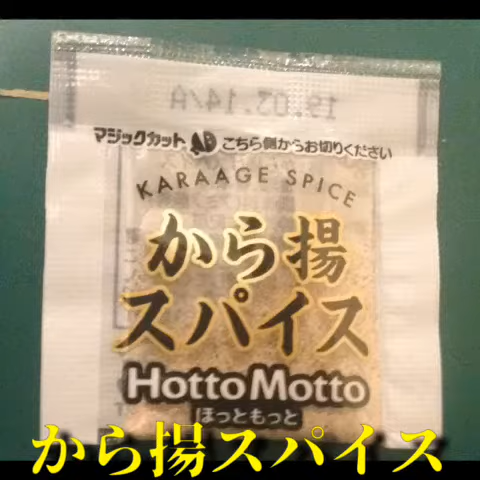 19.03.14/A
マジックカット こちら側からお切りください
KARAAGE SPICE
から揚
スパイス
HottoMotto
ほっともっと
から揚スパイス